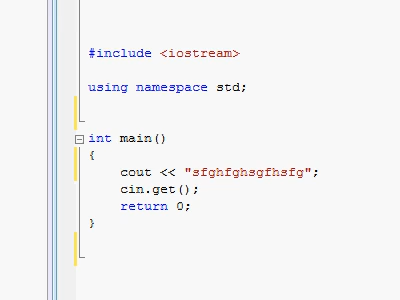 #include <iostream>
using namespace std;
int main()
{
cout << "sfghfghsgfhsfg";
cin.get();
return 0;
}